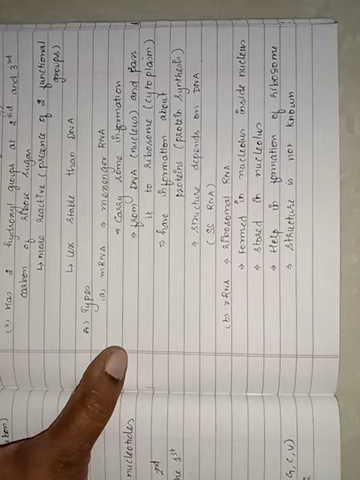 (3) Has 2 hydroxyl groups at 2nd and 3rd
carbon of ribose sugar
↳ more reactive (presence of 2 functional
groups)
↳ Less stable than DNA
A) Types
(a) mRNA → messenger RNA
→ Carry some information
→ from DNA (nucleus) and pass
it to ribosome (cytoplasm)
→ have information about
proteins (protein synthesis)
→ structure depends on DNA
(SS RNA)
(b) rRNA → ribosomal RNA
→ Formed in nucleolus inside nucleus
→ stored in nucleolus
→ Help in formation of ribosome
→ structure is not known
nucleotides
2nd
1st
G, C, U)